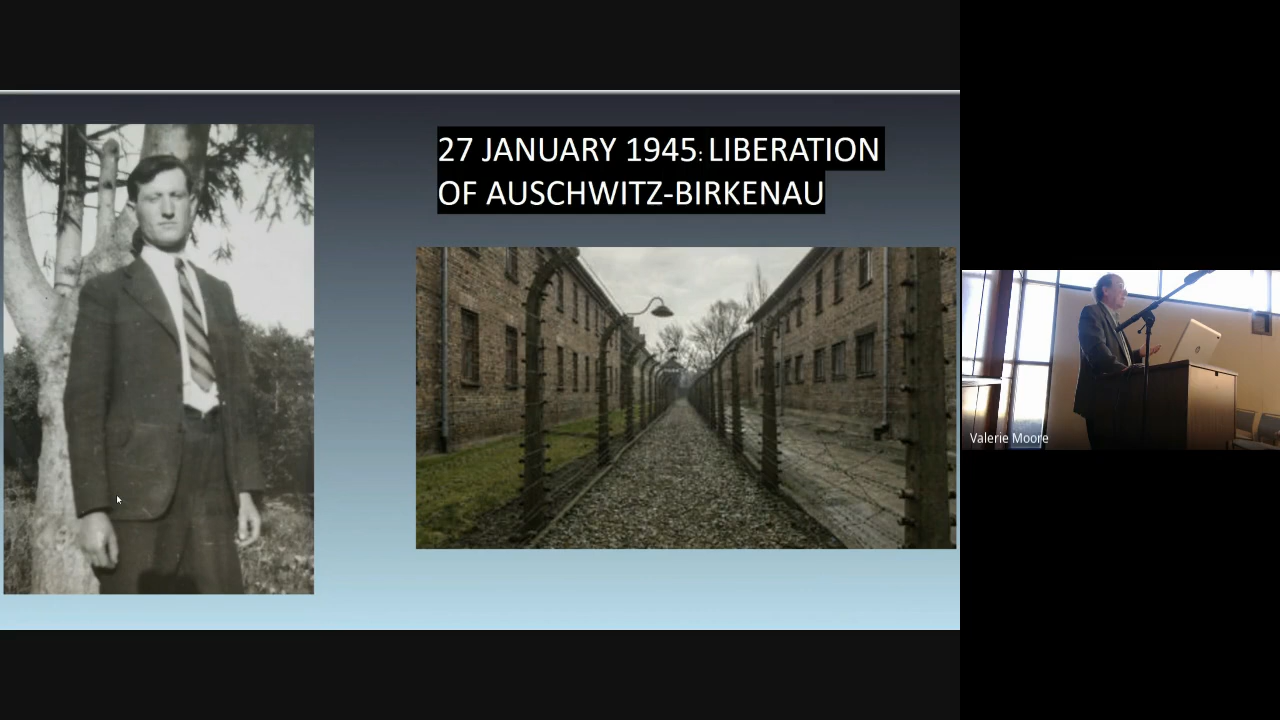 27 JANUARY 1945: LIBERATION
OF AUSCHWITZ-BIRKENAU
Valerie Moore